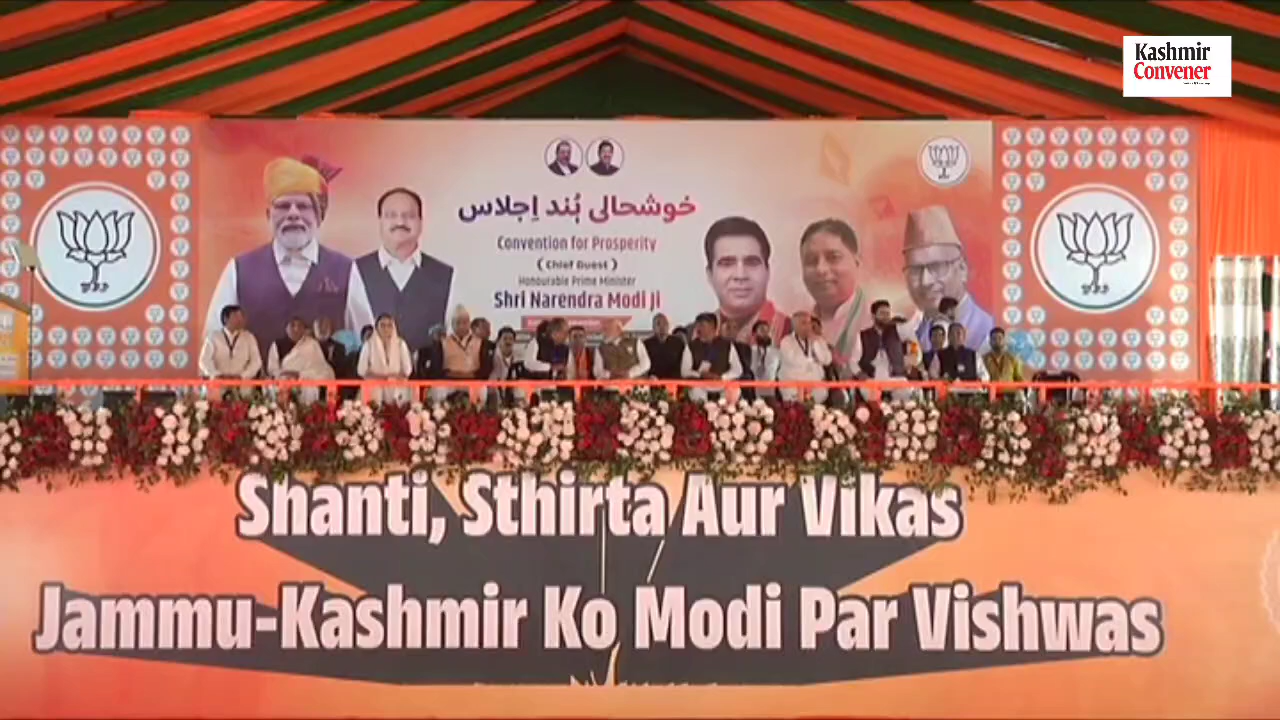 Kashmir
Convener
خوشحالی بُند اِجلاس
Convention for Prosperity
( Chief Guest )
Honourable Prime Minister
Shri Narendra Modi Ji
Shanti, Sthirta Aur Vikas
Jammu-Kashmir Ko Modi Par Vishwas